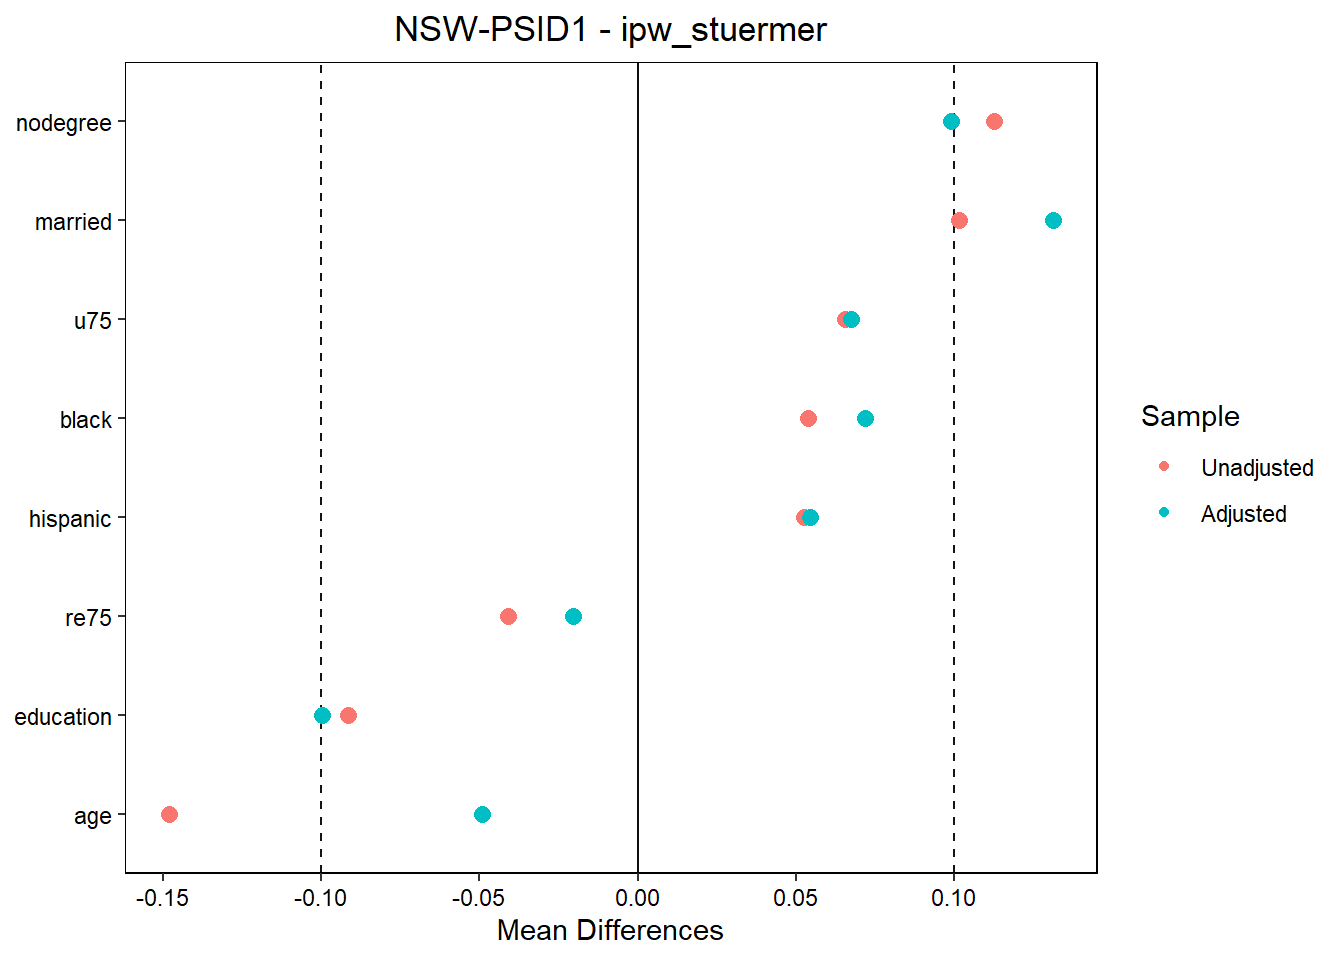 NSW-PSID1 - ipw_stuermer
nodegree
married
u75
black
hispanic
re75
education
age
-0.15 -0.10 -0.05 0.00 0.05 0.10
Mean Differences
Sample
Unadjusted
Adjusted